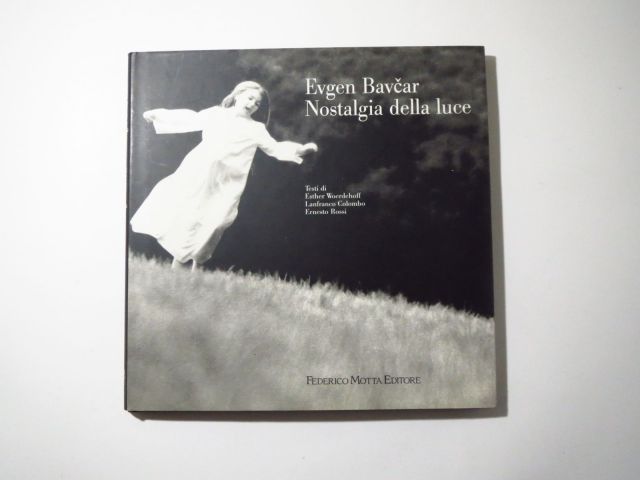 Evgen Bavčar
Nostalgia della luce
Testi di
Esther Woerdehoff
Lanfranco Colombo
Ernesto Rossi
Federico Motta Editore